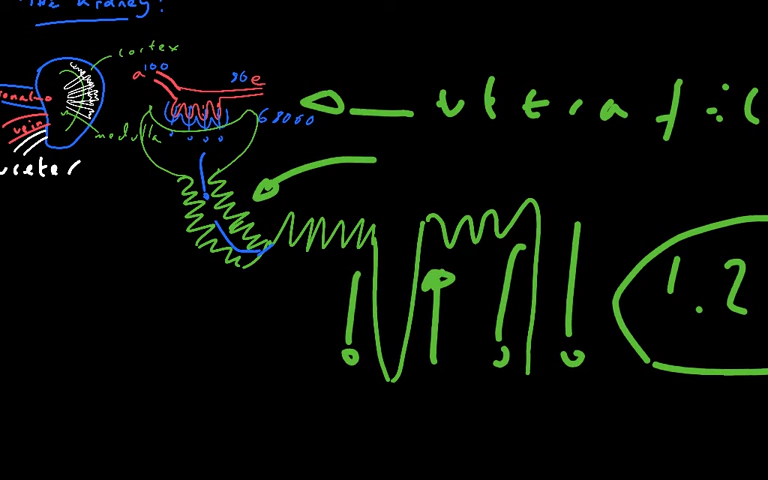 the kidney:
cortex
a 100
96 e
renal
vein
medulla
68000
ureter
ultrafil
1.2